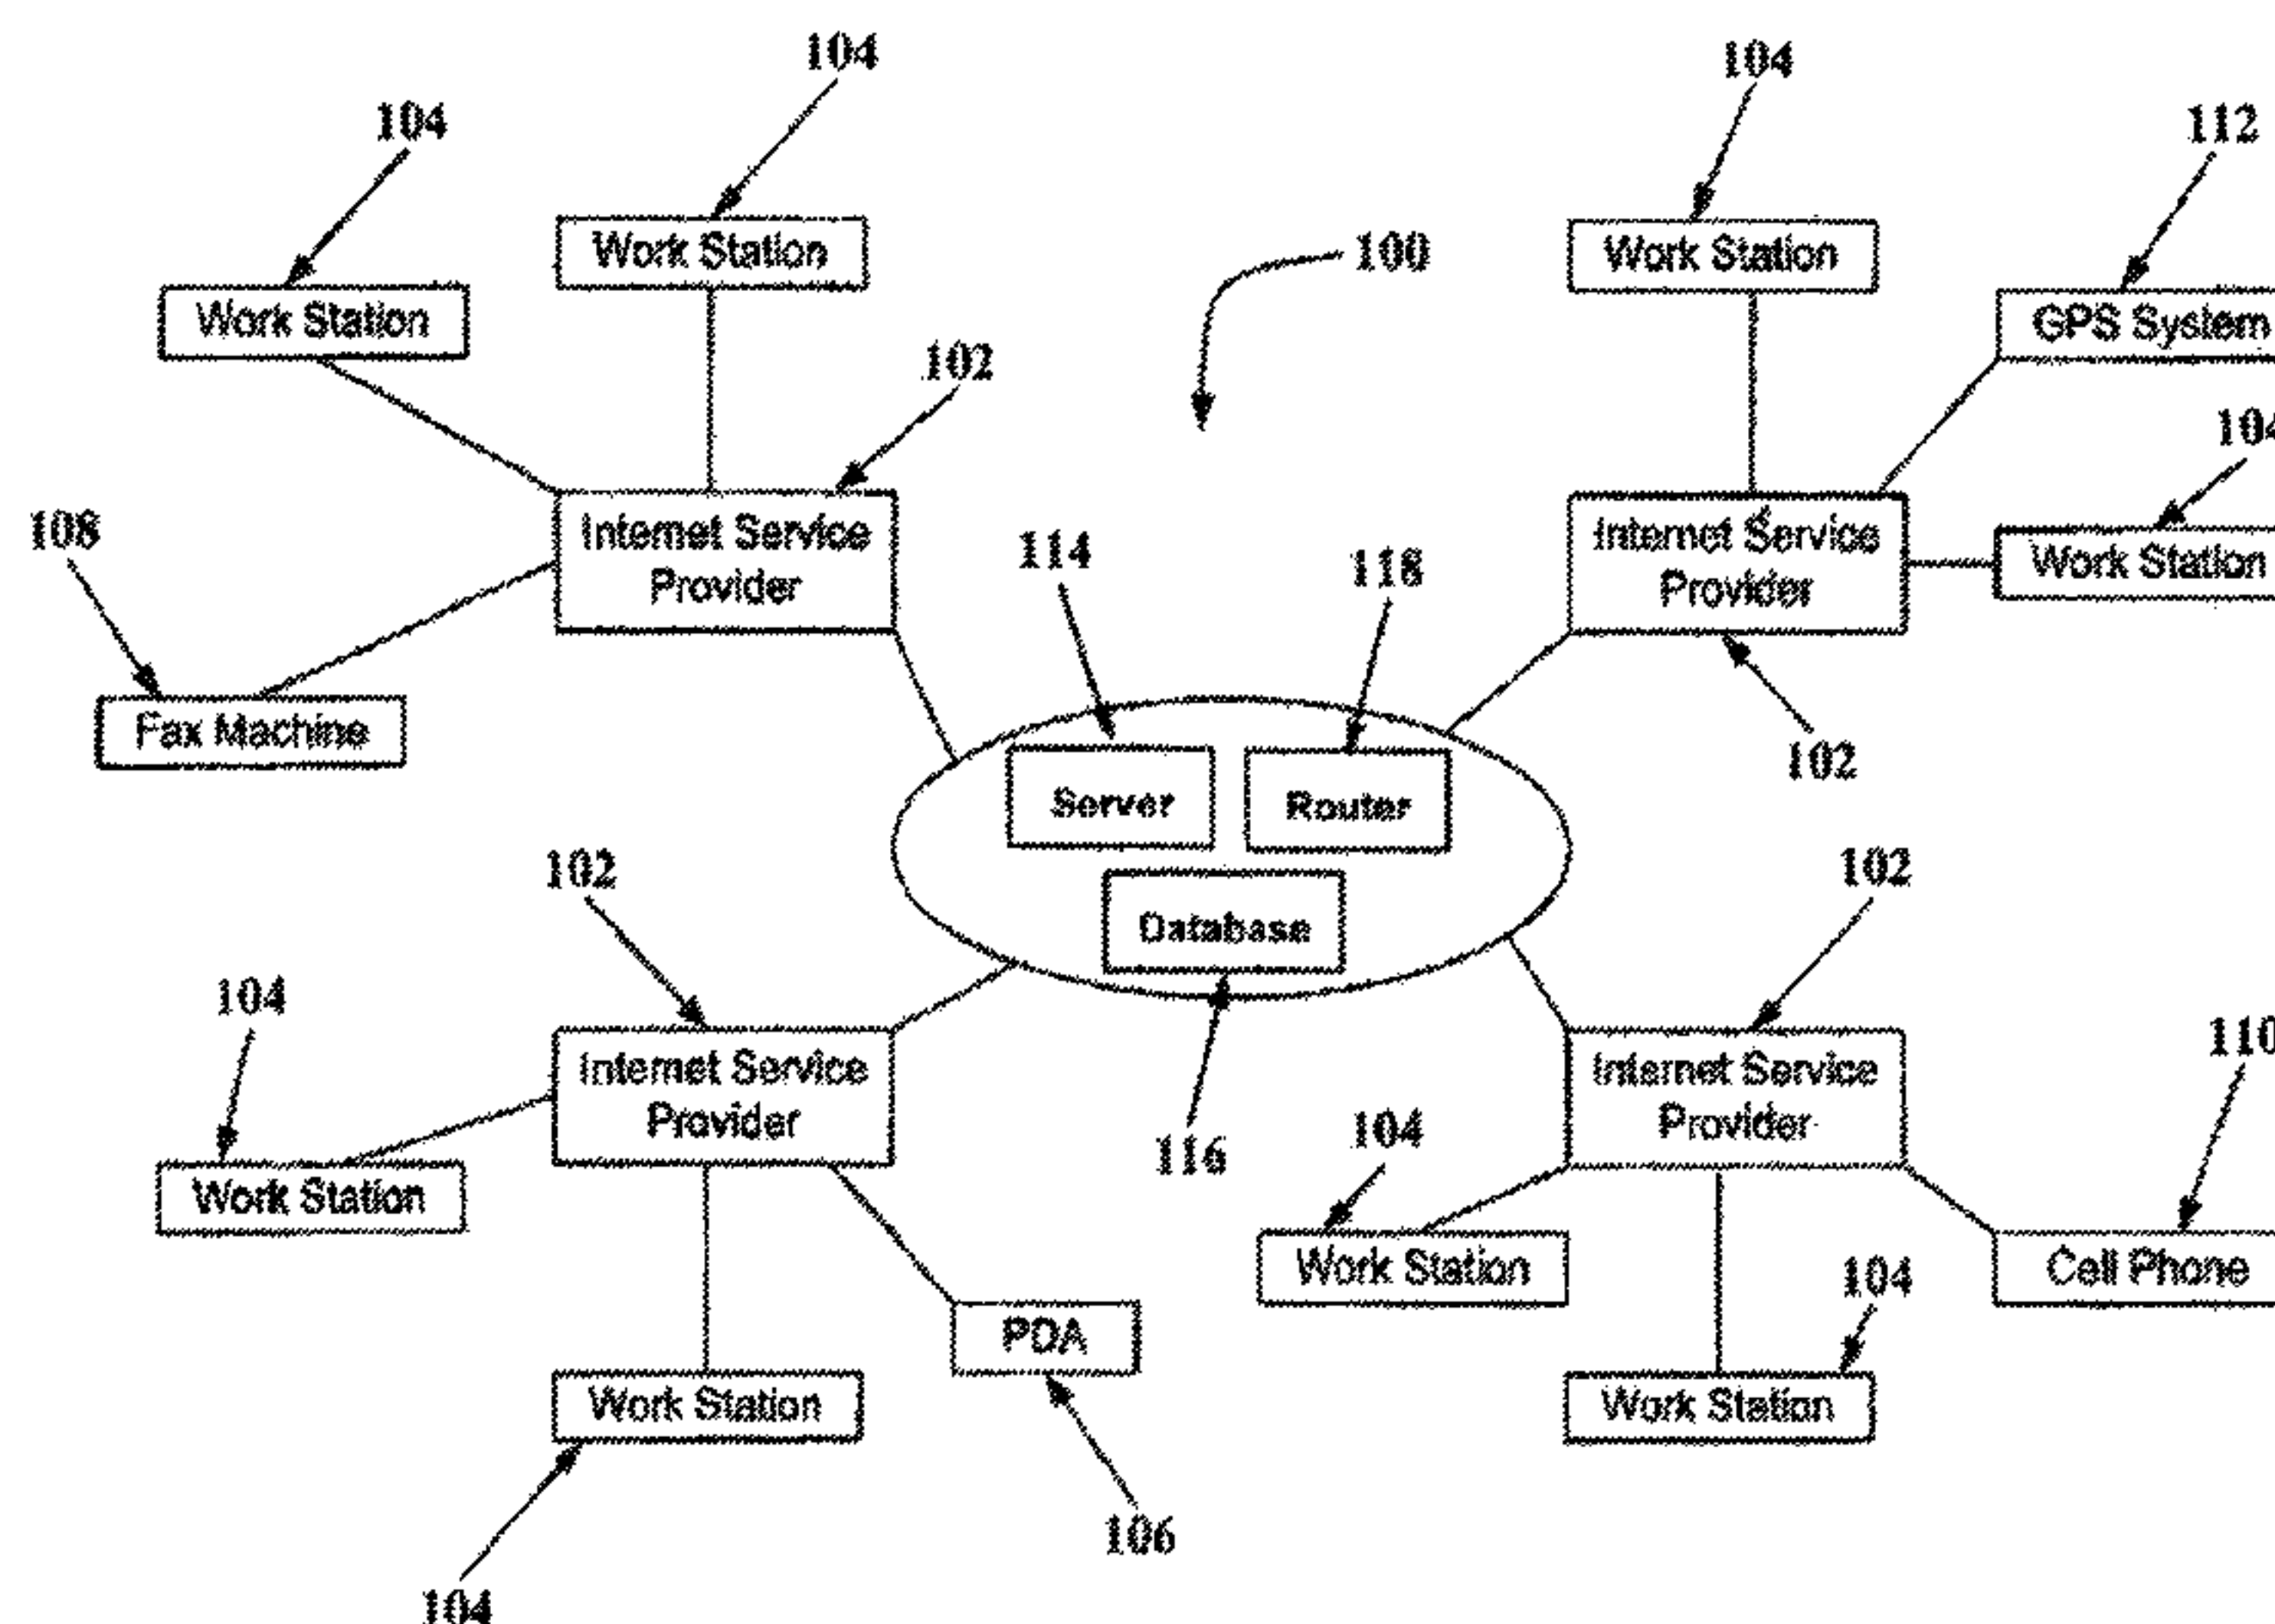 104
104
104
112
Work Station
Work Station
GPS System
Work Station
100
102
104
108
Internet Service
Provider
114
118
Internet Service
Provider
Work Station
Fax Machine
102
Server
Router
102
102
Database
104
Internet Service
Provider
116
104
Internet Service
Provider
110
Work Station
Work Station
104
Cell Phone
PDA
Work Station
Work Station
106
104